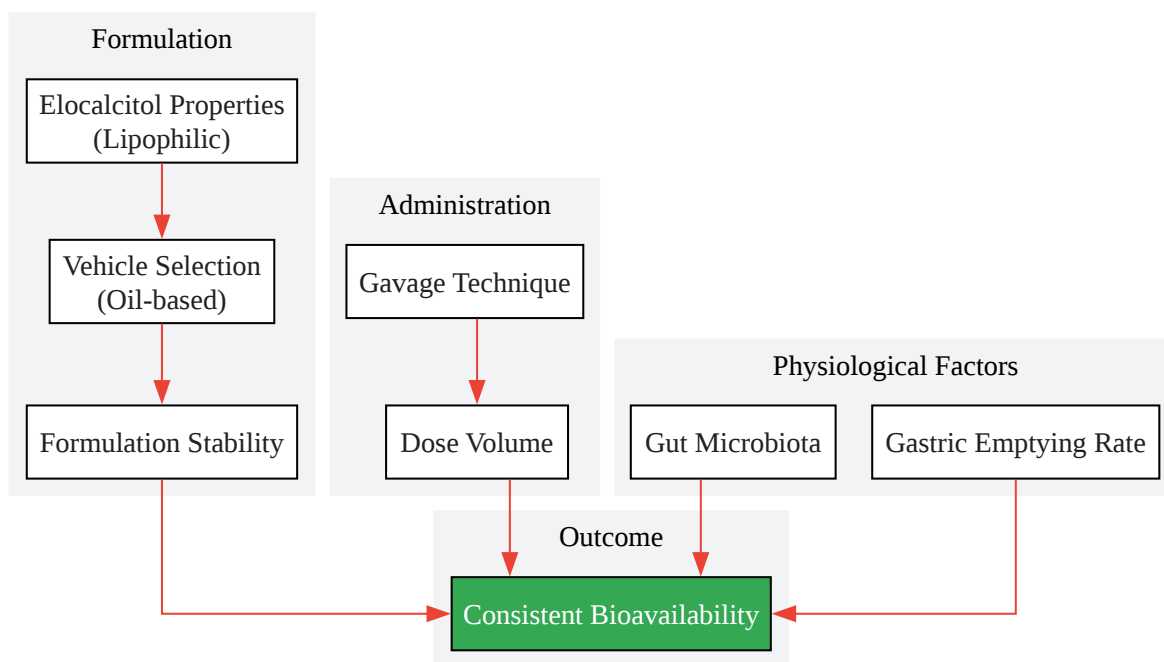 Formulation
Elocalcitol Properties
(Lipophilic)
Vehicle Selection
(Oil-based)
Formulation Stability
Administration
Gavage Technique
Dose Volume
Physiological Factors
Gut Microbiota
Gastric Emptying Rate
Outcome
Consistent Bioavailability